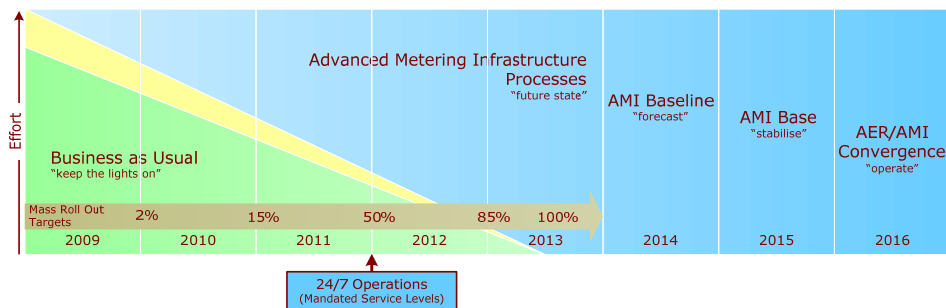 Effort
Advanced Metering Infrastructure
Processes
“future state”
AMI Baseline
“forecast”
AMI Base
“stabilise”
AER/AMI
Convergence
“operate”
Business as Usual
“keep the lights on”
Mass Roll Out
Targets
2% 15% 50% 85% 100%
2009 2010 2011 2012 2013 2014 2015 2016
24/7 Operations
(Mandated Service Levels)